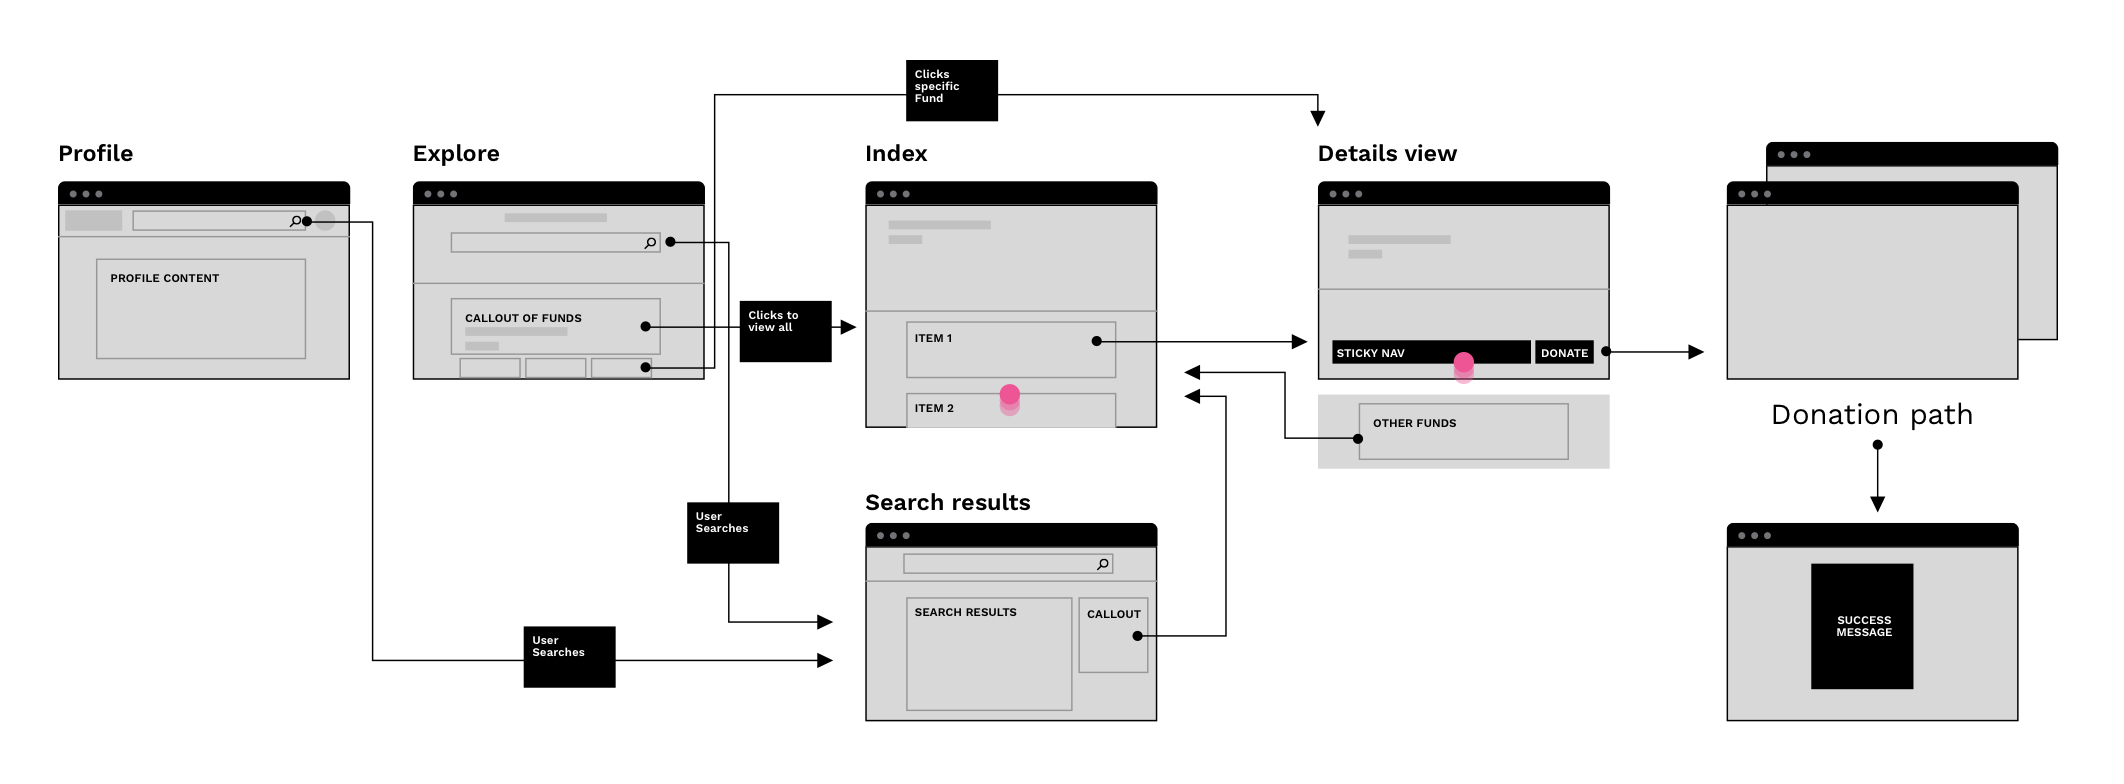 Clicks
specific
Fund
Profile
Explore
Index
Details view
PROFILE CONTENT
CALLOUT OF FUNDS
Clicks to
view all
ITEM 1
ITEM 2
STICKY NAV
DONATE
OTHER FUNDS
Donation path
Search results
User
Searches
SEARCH RESULTS
CALLOUT
User
Searches
SUCCESS
MESSAGE